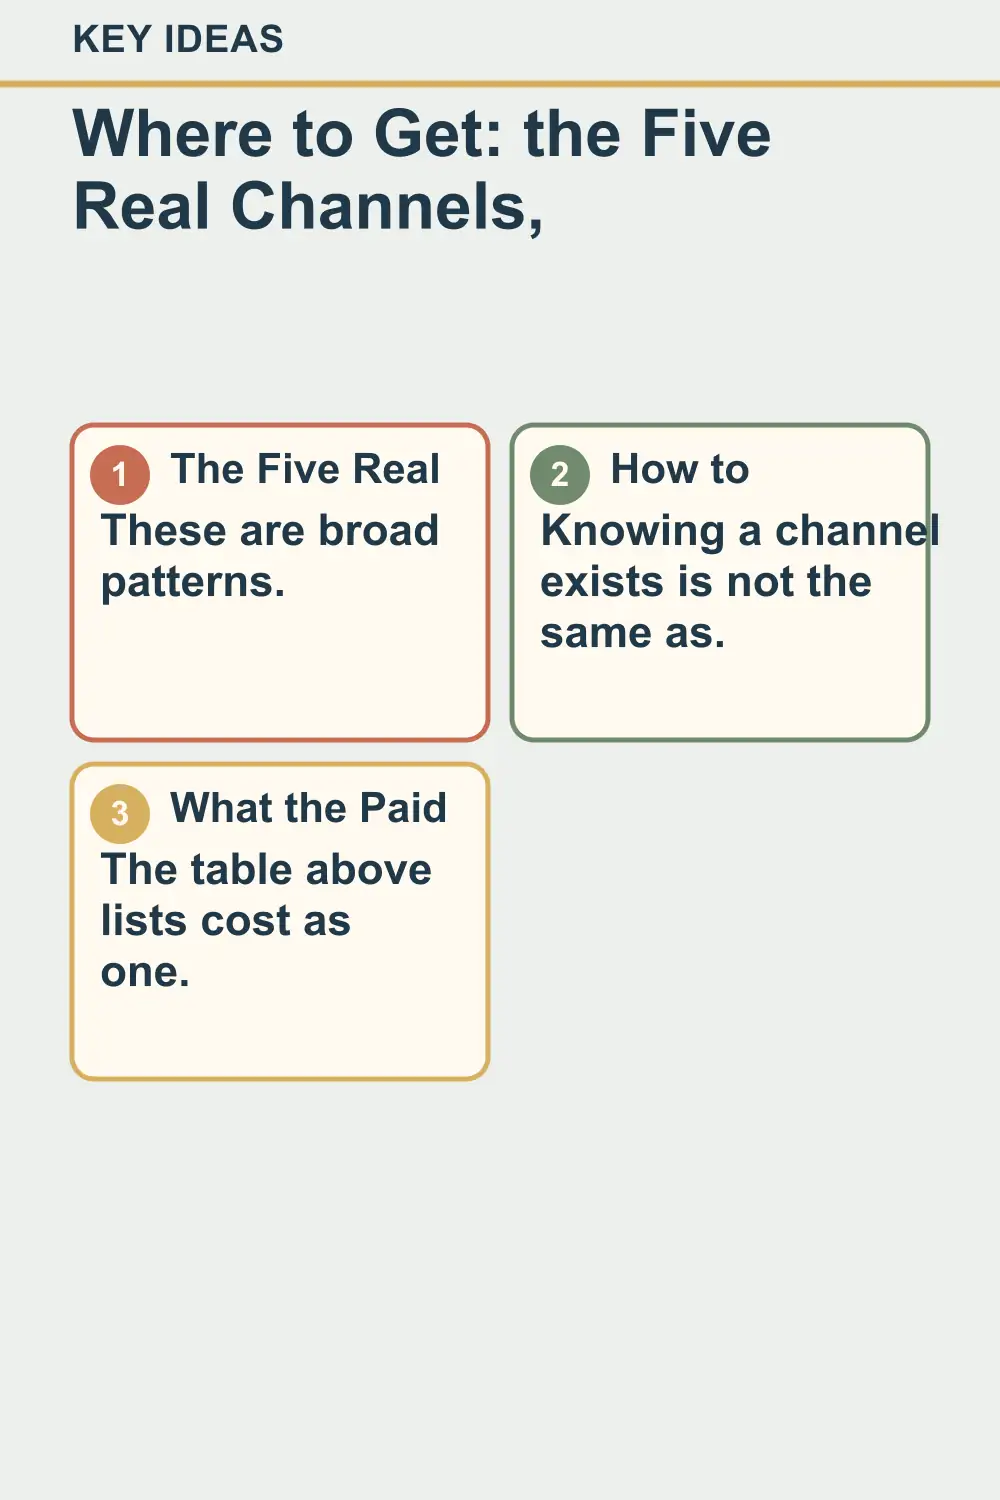 KEY IDEAS
Where to Get: the Five
Real Channels,
1 The Five Real
These are broad
patterns.
2 How to
Knowing a channel
exists is not the
same as.
3 What the Paid
The table above
lists cost as
one.